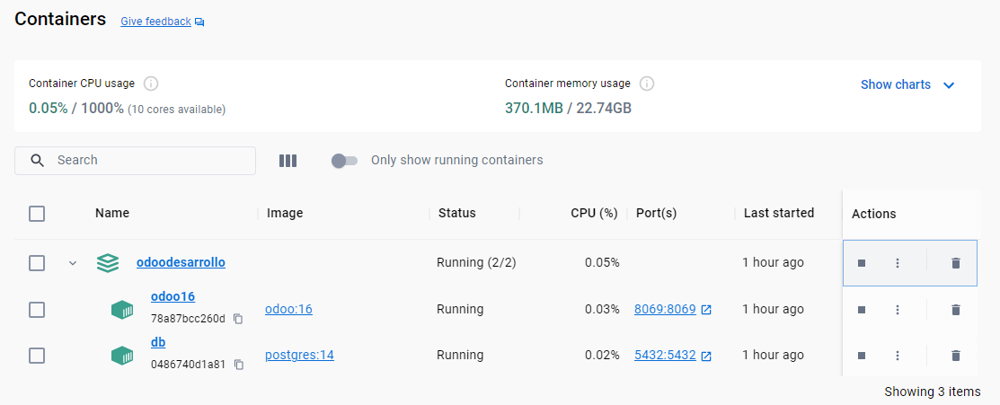 Containers Give feedback
Container CPU usage
Container memory usage
Show charts
0.05% / 1000% (10 cores available)
370.1MB / 22.74GB
Search
Only show running containers
Name Image Status CPU (%) Port(s) Last started Actions
odoodesarrollo Running (2/2) 0.05% 1 hour ago
odoo16
78a87bcc260d
odoo:16 Running 0.03% 8069:8069 1 hour ago
db
0486740d1a81
postgres:14 Running 0.02% 5432:5432 1 hour ago
Showing 3 items